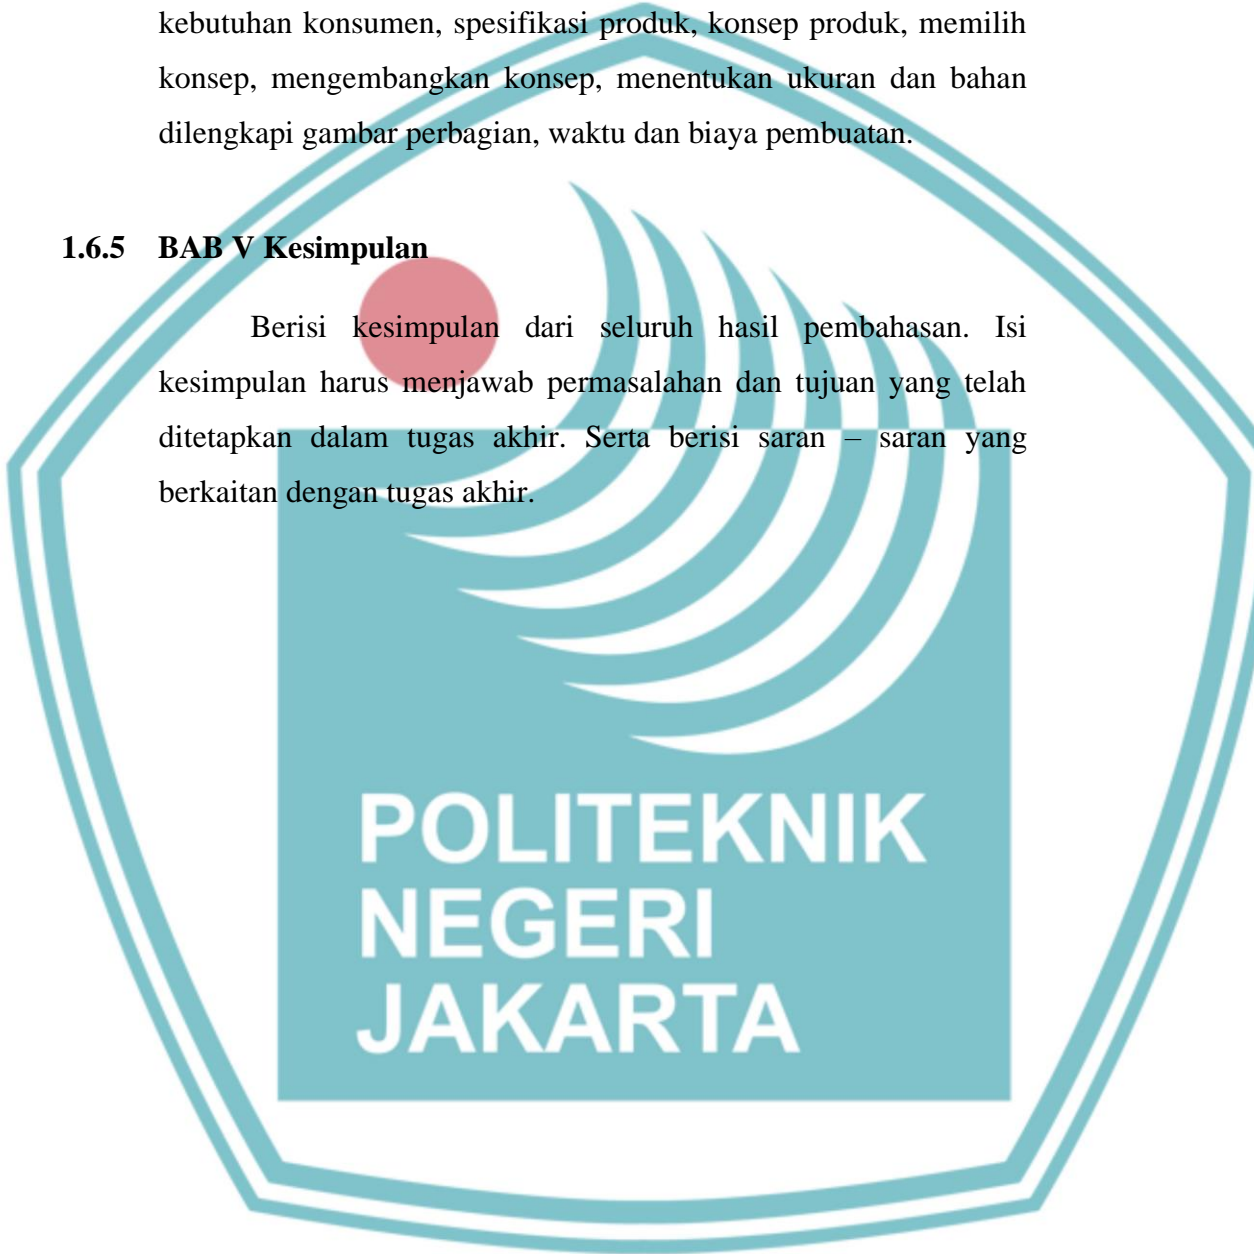 kebutuhan konsumen, spesifikasi produk, konsep produk, memilih
konsep, mengembangkan konsep, menentukan ukuran dan bahan
dilengkapi gambar perbagian, waktu dan biaya pembuatan.
1.6.5 BAB V Kesimpulan
Berisi kesimpulan dari seluruh hasil pembahasan. Isi
kesimpulan harus menjawab permasalahan dan tujuan yang telah
ditetapkan dalam tugas akhir. Serta berisi saran – saran yang
berkaitan dengan tugas akhir.
POLITEKNIK
NEGERI
JAKARTA